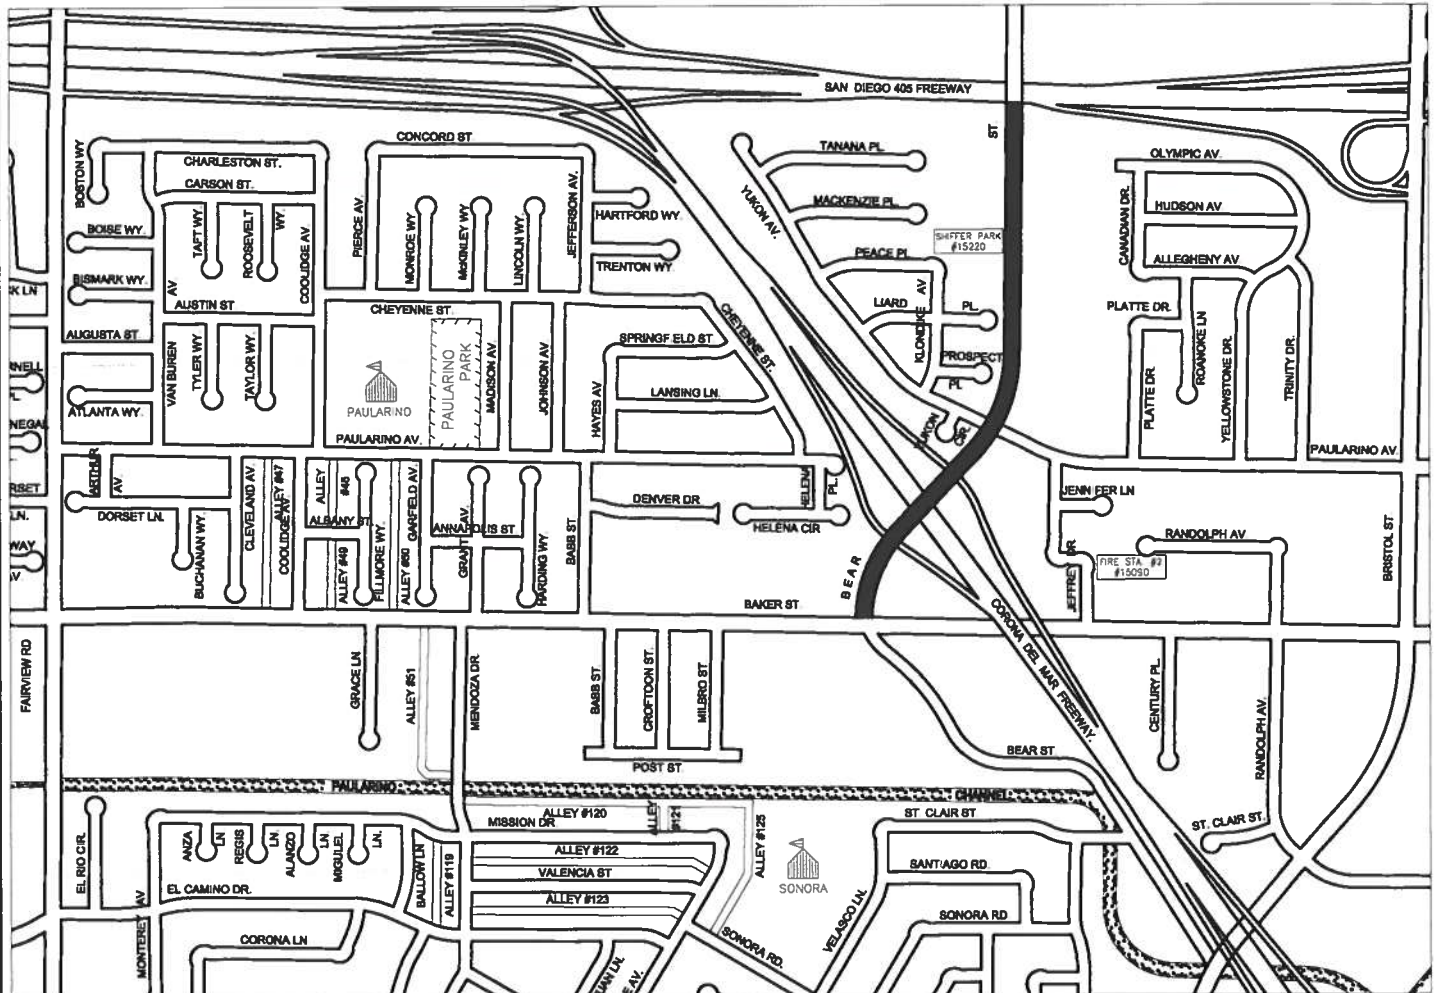 SAN DIEGO 405 FREEWAY
ST.
CONCORD ST
TANANA PL.
OLYMPIC AV.
BOSTON WY
CHARLESTON ST.
CARSON ST.
PIERCE AV.
JEFFERSON AV.
YUKON AV.
MACKENZIE PL.
CANADIAN DR.
HUDSON AV
BOISE WY.
TAFT WY
ROOSEVELT
WY.
COOLIDGE AV
MONROE WY
McKINLEY WY
LINCOLN WY
HARTFORD WY.
SHIFFER PARK
#15220
TRENTON WY.
PEACE PL.
ALLEGHENY AV
BISMARK WY.
AV
AUSTIN ST
CHEYENNE ST.
CHEYENNE ST.
LIARD
PL.
KLONDIKE
AV
PLATTE DR.
ROANOKE LN
AUGUSTA ST
VAN BUREN
TYLER WY.
TAYLOR WY.
PAULARINO
PAULARINO
PARK
MADISON AV.
JOHNSON AV.
SPRINGFIELD ST
HAYES AV
LANSING LN.
PROSPECT
PL
PLATTE DR.
YELLOWSTONE DR.
TRINITY DR.
ATLANTA WY.
PAULARINO AV.
YUKON
CIR.
PAULARINO AV.
ARTHUR
AV.
DORSET LN.
BUCHANAN WY.
CLEVELAND AV.
ALLEY #47
COOLIDGE AV.
ALLEY
ALBANY ST.
ALLEY #49
FILLMORE WY.
ALLEY #60
GARFIELD AV.
ANNAPOLIS ST
GRANT
AV.
HARDING WY.
BABB ST
DENVER DR
HELENA
PL.
HELENA CIR
JENNIFER LN
RANDOLPH AV
FIRE STA. #2
#15090
JEFFREY DR
BRISTOL ST
BEAR
BAKER ST.
CORONA DEL MAR FREEWAY.
FAIRVIEW RD
GRACE LN
ALLEY #51
MENDOZA DR.
BABB ST
CROFTOON ST.
MILBRO ST.
POST ST.
BEAR ST.
CENTURY PL.
RANDOLPH AV.
PAULARINO
CHANNEL
EL RIO CIR.
ANZA
LN
REGIS
LN.
ALANZO
LN
MIGUEL
LN.
MISSION DR.
ALLEY #120
ALLEY
#121
ALLEY #125
ST CLAIR ST
ST. CLAIR ST.
ALLEY #122
VALENCIA ST
ALLEY #123
BALLOW LN
ALLEY #119
SONORA
SANTIAGO RD.
EL CAMINO DR.
MONTEREY AV
CORONA LN
SONORA RD.
VELASCO LN.
SONORA RD